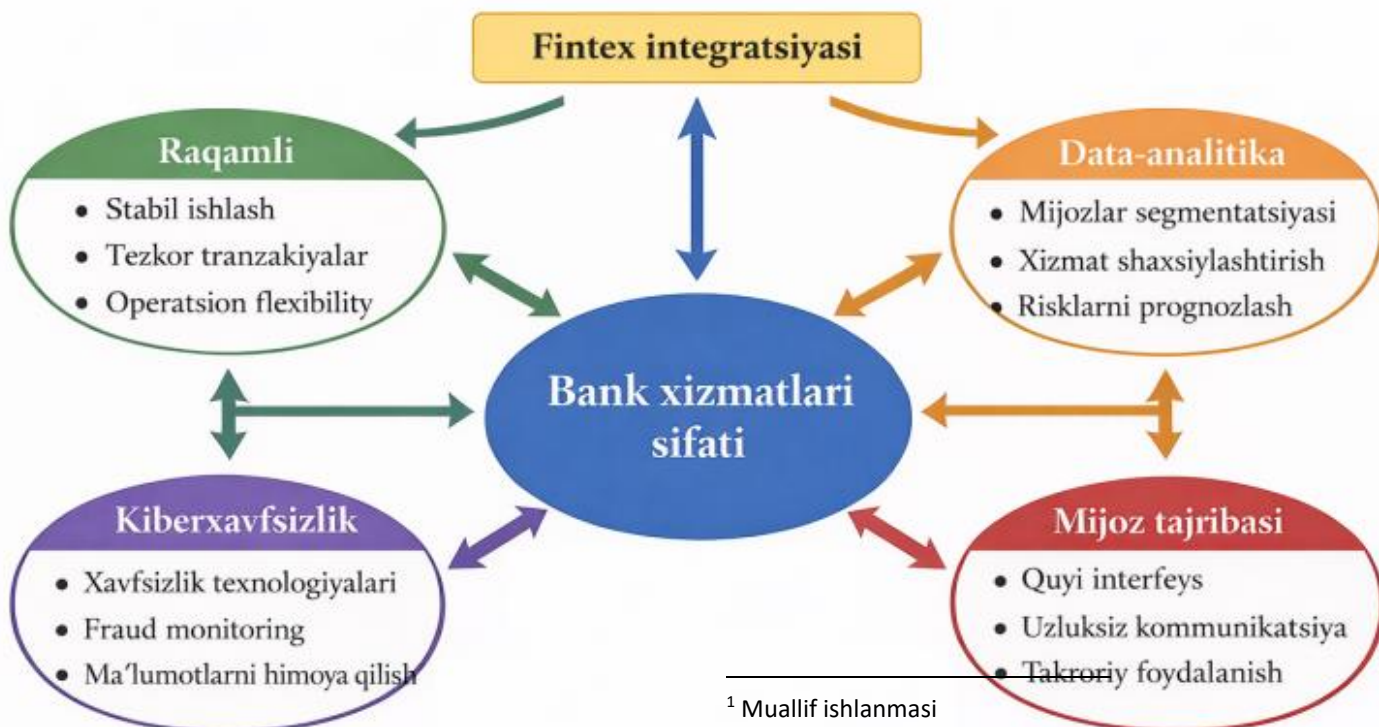 Fintex integratsiyasi
Raqamli
• Stabil ishlash
• Tezkor tranzakiyalar
• Operatsion flexibility
Data-analitika
• Mijozlar segmentatsiyasi
• Xizmat shaxsiylashtirish
• Risklarni prognozlash
Bank xizmatlari
sifati
Kiberxavfsizlik
• Xavfsizlik texnologiyalari
• Fraud monitoring
• Ma'lumotlarni himoya qilish
Mijoz tajribasi
• Quyi interfeys
• Uzluksiz kommunikatsiya
• Takroriy foydalanish
¹ Muallif ishlanmasi